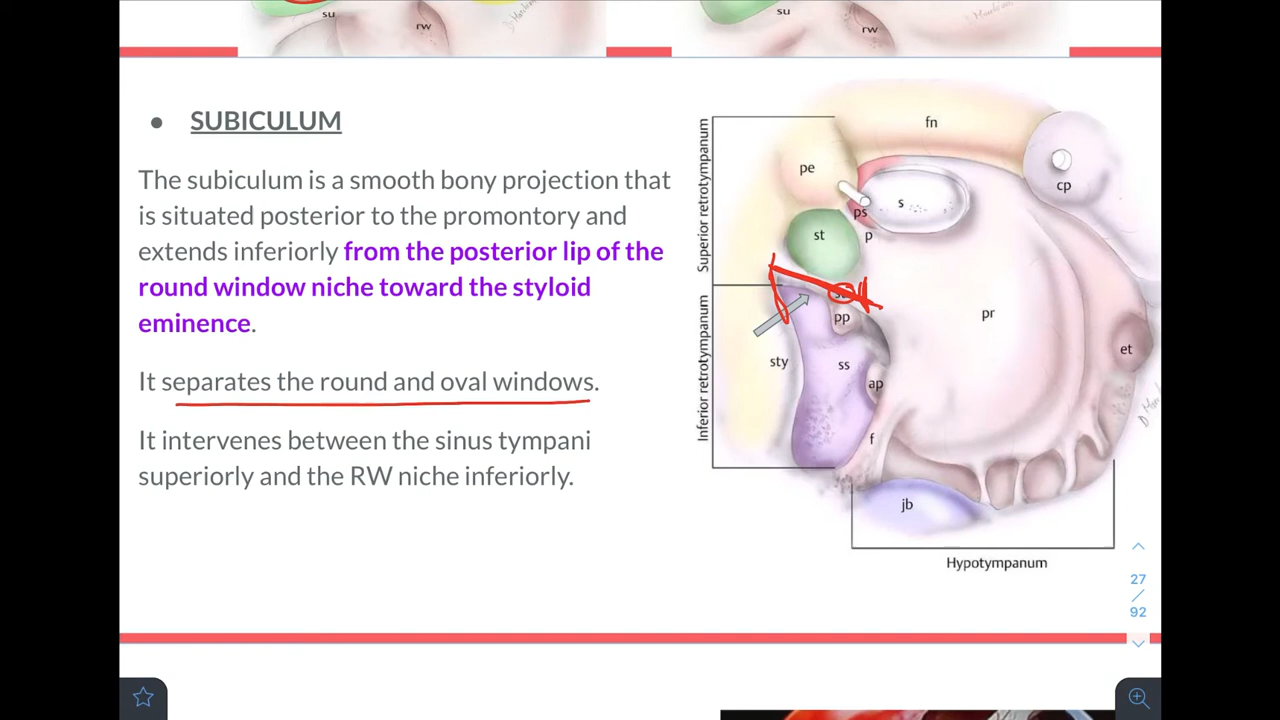 su
rw
su
rw
SUBICULUM
The subiculum is a smooth bony projection that
is situated posterior to the promontory and
extends inferiorly from the posterior lip of the
round window niche toward the styloid
eminence.
It separates the round and oval windows.
It intervenes between the sinus tympani
superiorly and the RW niche inferiorly.
Superior retrotympanum
Inferior retrotympanum
fn
pe
cp
s
ps
st
p
pp
pr
sty
ss
et
ap
f
jb
Hypotympanum
27
/
92